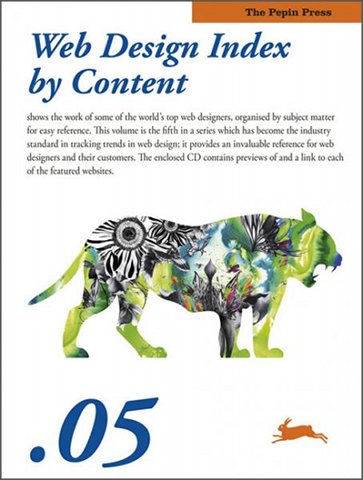 The Pepin Press
Web Design Index
by Content
shows the work of some of the world's top web designers, organised by subject matter
for easy reference. This volume is the fifth in a series which has become the industry
standard in tracking trends in web design; it provides an invaluable reference for web
designers and their customers. The enclosed CD contains previews of and a link to each
of the featured websites.
.05